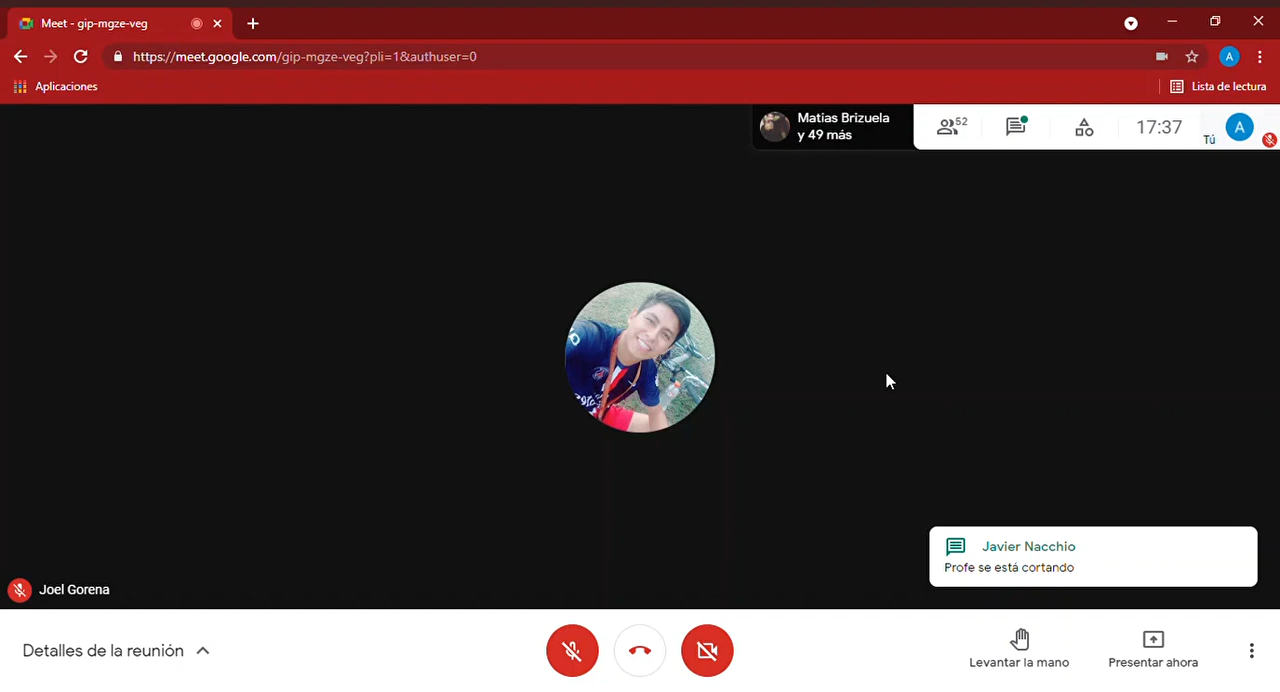 Meet - gip-mgze-veg
https://meet.google.com/gip-mgze-veg?pli=1&authuser=0
A
Aplicaciones
Lista de lectura
Matias Brizuela
y 49 más
52
17:37
Tú
A
Javier Nacchio
Profe se está cortando
Joel Gorena
Detalles de la reunión
Levantar la mano
Presentar ahora